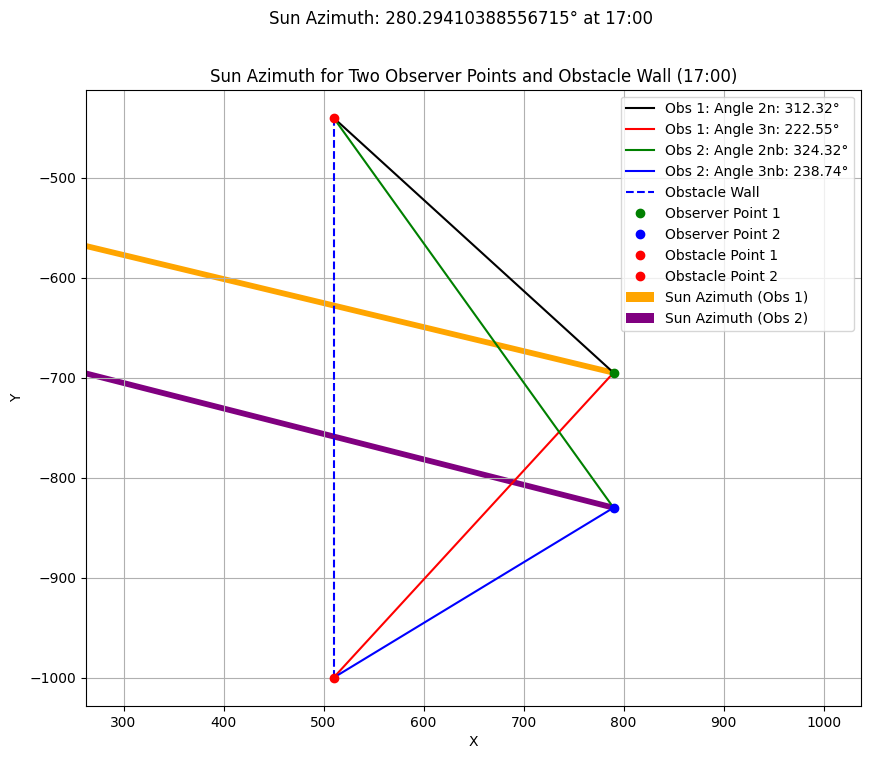 Sun Azimuth: 280.29410388556715° at 17:00
Sun Azimuth for Two Observer Points and Obstacle Wall (17:00)
Obs 1: Angle 2n: 312.32°
Obs 1: Angle 3n: 222.55°
Obs 2: Angle 2nb: 324.32°
Obs 2: Angle 3nb: 238.74°
Obstacle Wall
Observer Point 1
Observer Point 2
Obstacle Point 1
Obstacle Point 2
Sun Azimuth (Obs 1)
Sun Azimuth (Obs 2)
Y
−500
−600
−700
−800
−900
−1000
300 400 500 600 700 800 900 1000
X